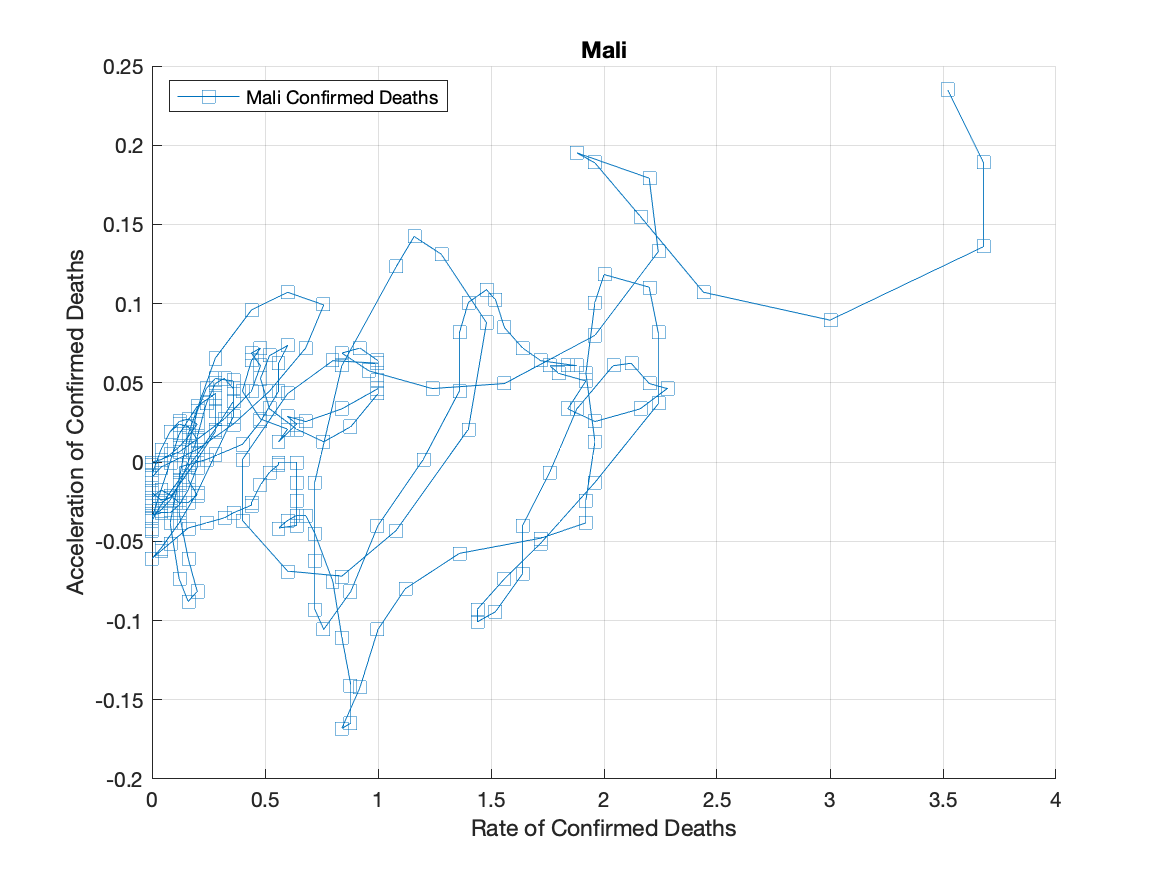 Mali
Mali Confirmed Deaths
0.25
0.2
0.15
0.1
0.05
0
-0.05
-0.1
-0.15
-0.2
Acceleration of Confirmed Deaths
0 0.5 1 1.5 2 2.5 3 3.5 4
Rate of Confirmed Deaths